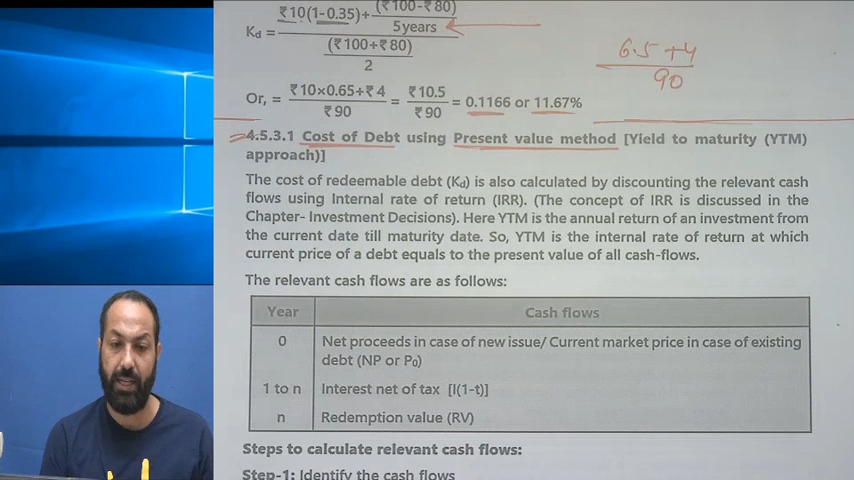 Kd = ₹10(1-0.35)+ (₹100-₹80)
5years
(₹100+₹80)
2
6.5 + 4
90
Or, = ₹10×0.65+₹4 / ₹90 = ₹10.5 / ₹90 = 0.1166 or 11.67%
4.5.3.1 Cost of Debt using Present value method [Yield to maturity (YTM)
approach)]
The cost of redeemable debt (Kd) is also calculated by discounting the relevant cash
flows using Internal rate of return (IRR). (The concept of IRR is discussed in the
Chapter- Investment Decisions). Here YTM is the annual return of an investment from
the current date till maturity date. So, YTM is the internal rate of return at which
current price of a debt equals to the present value of all cash-flows.
The relevant cash flows are as follows:
Year Cash flows
0 Net proceeds in case of new issue/ Current market price in case of existing
debt (NP or P0)
1 to n Interest net of tax [I(1-t)]
n Redemption value (RV)
Steps to calculate relevant cash flows:
Step-1: Identify the cash flows